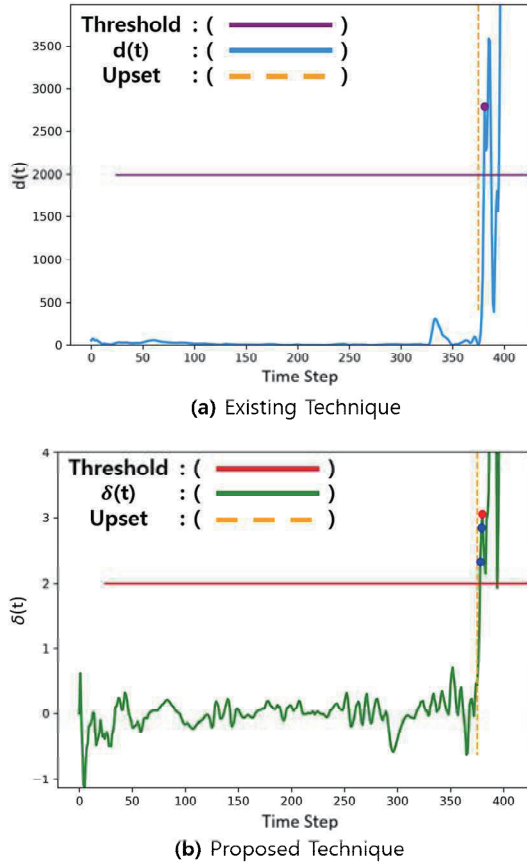 Threshold : ( )
d(t) : ( )
Upset : ( )
3500
3000
2500
2000
1500
1000
500
0
d(t)
0 50 100 150 200 250 300 350 400
Time Step
(a) Existing Technique
4
3
2
1
0
−1
δ(t)
Threshold : ( )
δ(t) : ( )
Upset : ( )
0 50 100 150 200 250 300 350 400
Time Step
(b) Proposed Technique